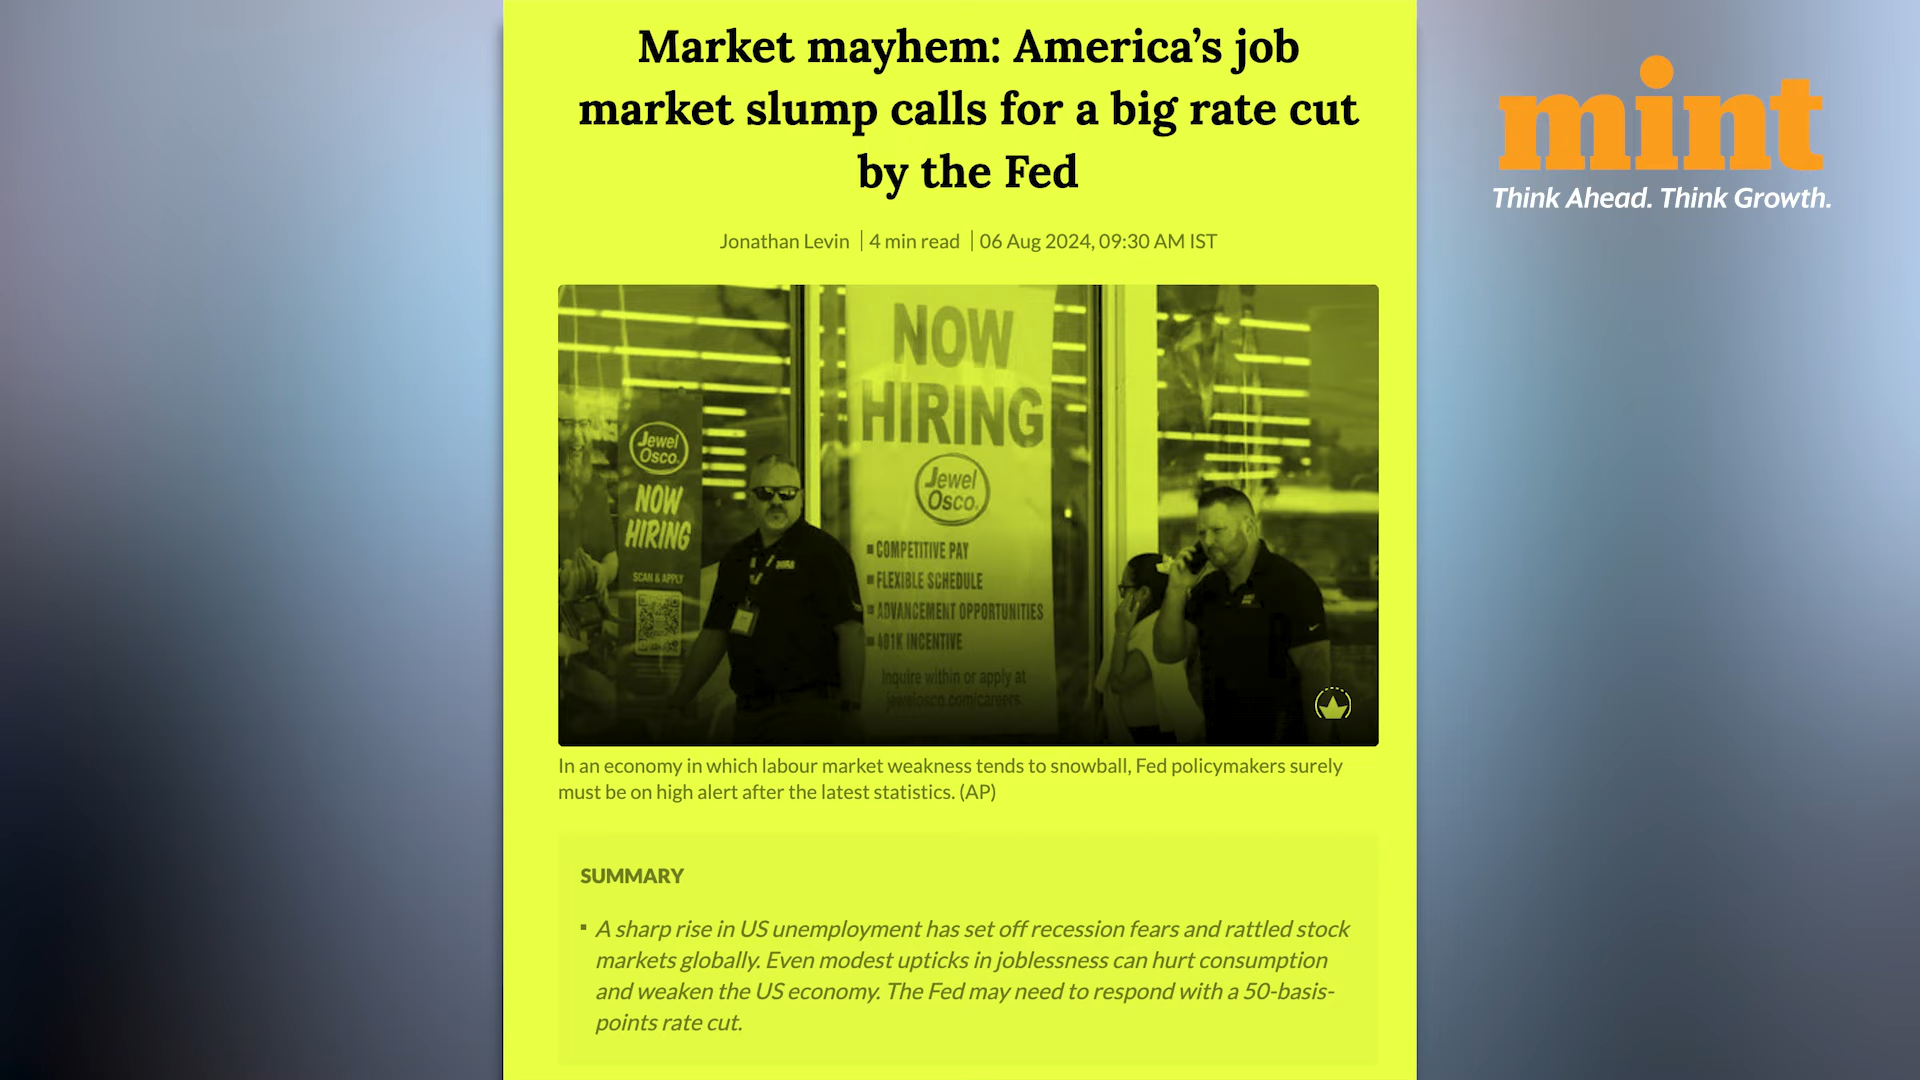 Market mayhem: America's job
market slump calls for a big rate cut
by the Fed
mint
Think Ahead. Think Growth.
Jonathan Levin | 4 min read | 06 Aug 2024, 09:30 AM IST
NOW
HIRING
Jewel
Osco.
Jewel
Osco.
NOW
HIRING
SCAN & APPLY
▪ COMPETITIVE PAY
▪ FLEXIBLE SCHEDULE
▪ ADVANCEMENT OPPORTUNITIES
▪ 401K INCENTIVE
Inquire within or apply at
jewelosco.com/careers
In an economy in which labour market weakness tends to snowball, Fed policymakers surely
must be on high alert after the latest statistics. (AP)
SUMMARY
▪ A sharp rise in US unemployment has set off recession fears and rattled stock
markets globally. Even modest upticks in joblessness can hurt consumption
and weaken the US economy. The Fed may need to respond with a 50-basis-
points rate cut.